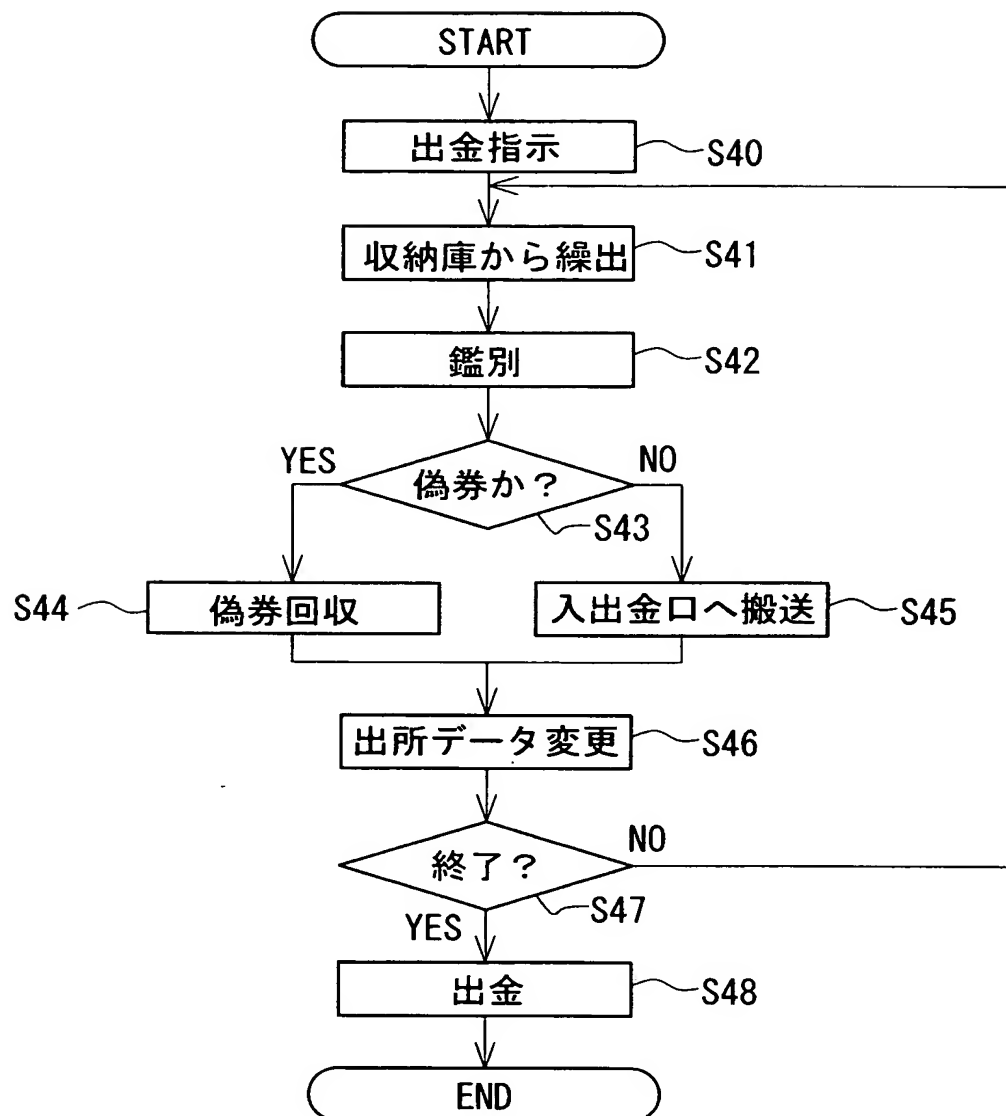 START
出金指示
S40
収納庫から繰出
S41
鑑別
S42
YES
NO
偽券か？
S43
S44
偽券回収
入出金口へ搬送
S45
出所データ変更
S46
NO
終了？
S47
YES
出金
S48
END